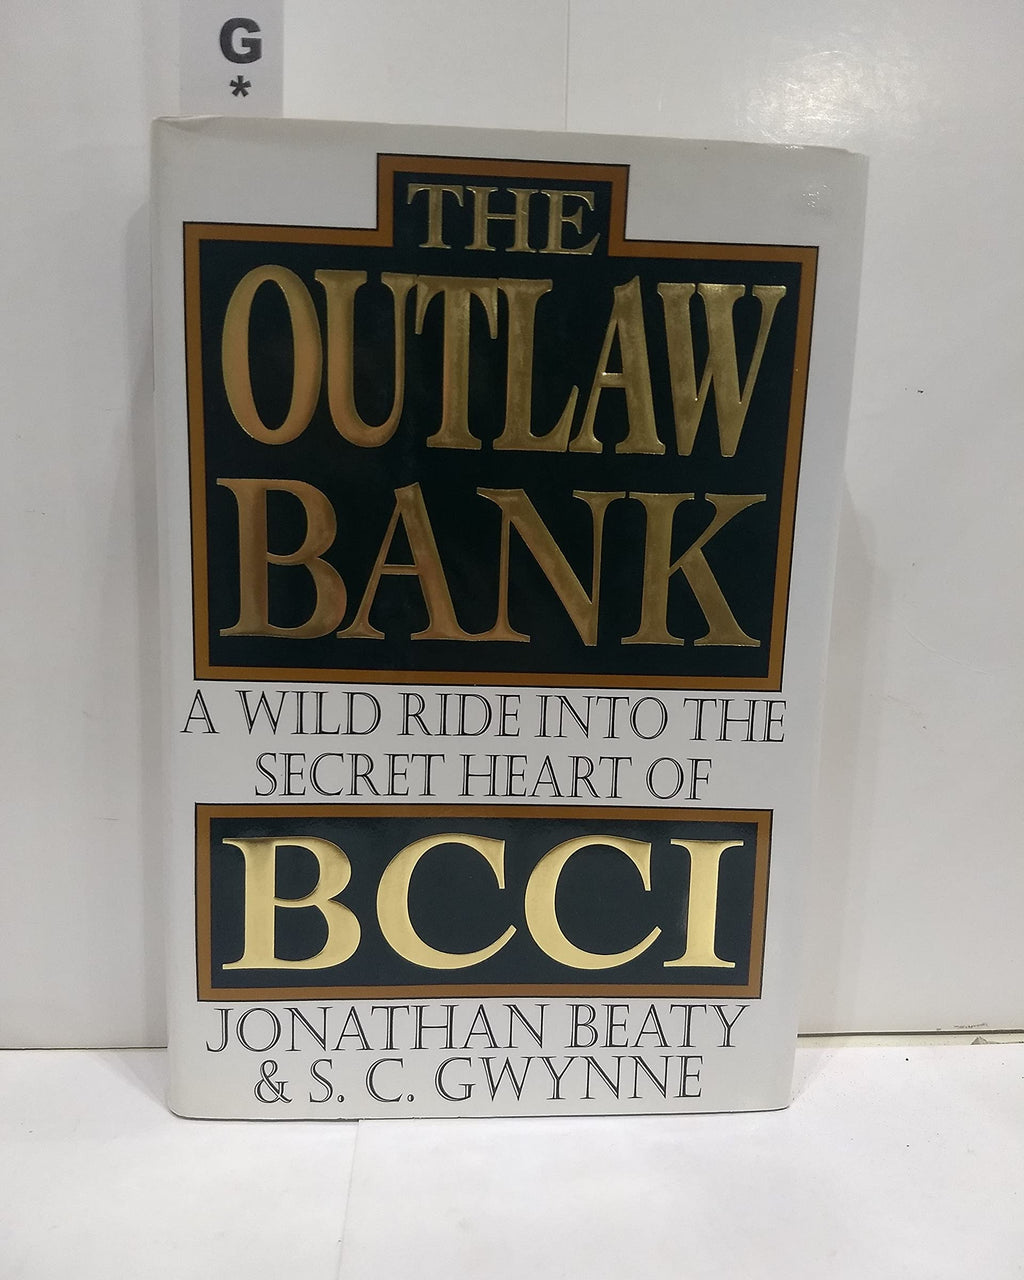 G
*
THE
OUTLAW
BANK
A WILD RIDE INTO THE
SECRET HEART OF
BCCI
JONATHAN BEATY
& S. C. GWYNNE